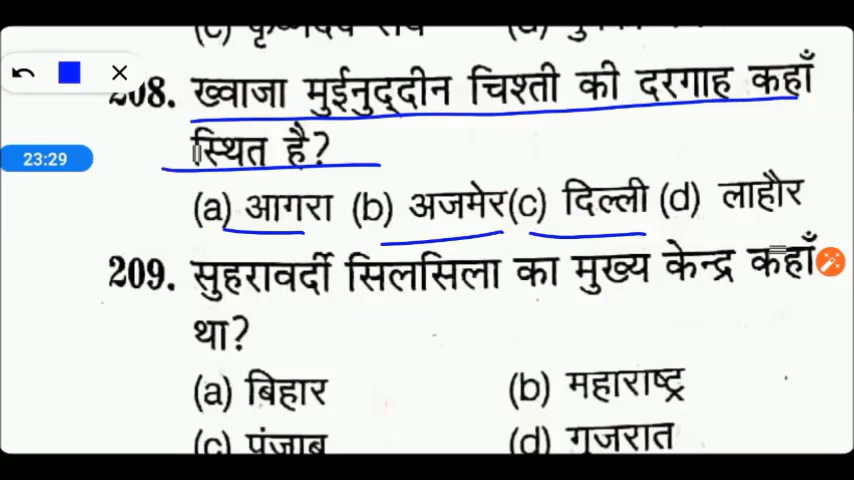 208. ख्वाजा मुईनुद्दीन चिश्ती की दरगाह कहाँ
स्थित है?
23:29
(a) आगरा (b) अजमेर (c) दिल्ली (d) लाहौर
209. सुहरावर्दी सिलसिला का मुख्य केन्द्र कहाँ
था?
(a) बिहार (b) महाराष्ट्र
(c) पंजाब (d) गुजरात